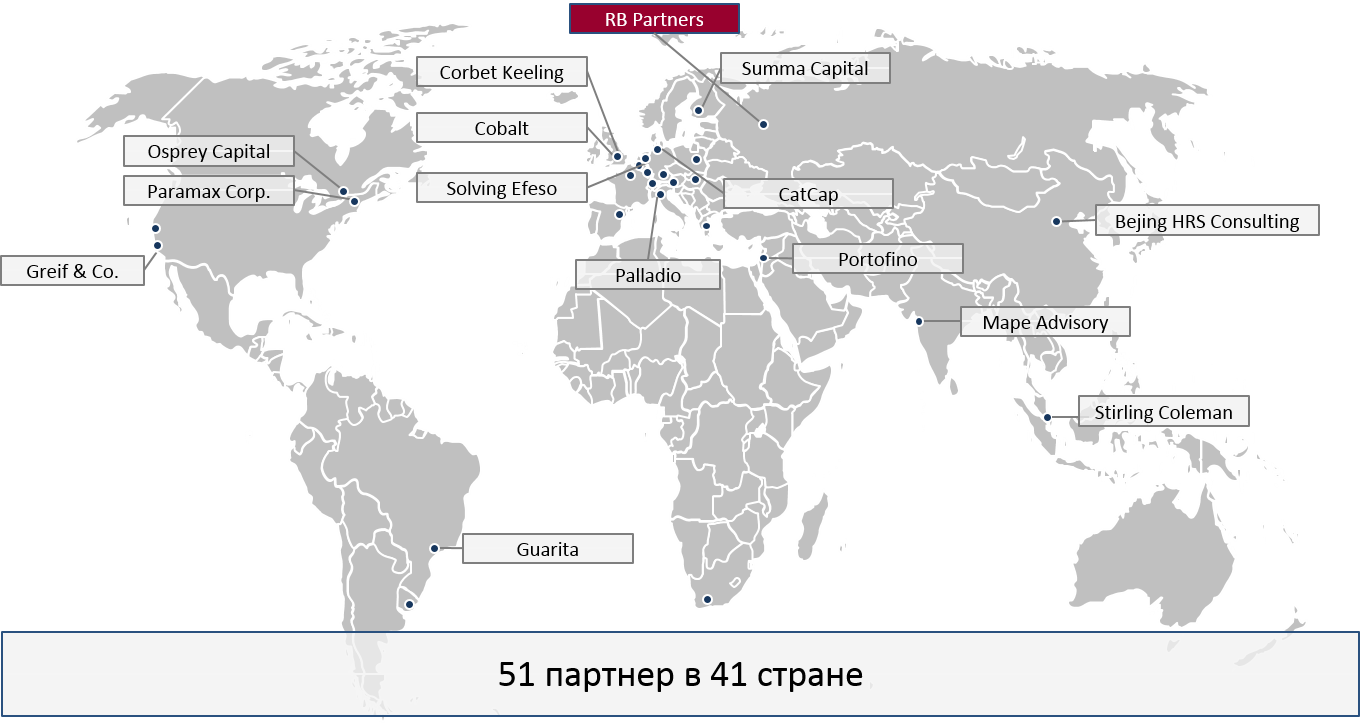 RB Partners
Summa Capital
Corbet Keeling
Cobalt
Osprey Capital
Solving Efeso
Paramax Corp.
CatCap
Bejing HRS Consulting
Portofino
Greif & Co.
Palladio
Mape Advisory
Stirling Coleman
Guarita
51 партнер в 41 стране